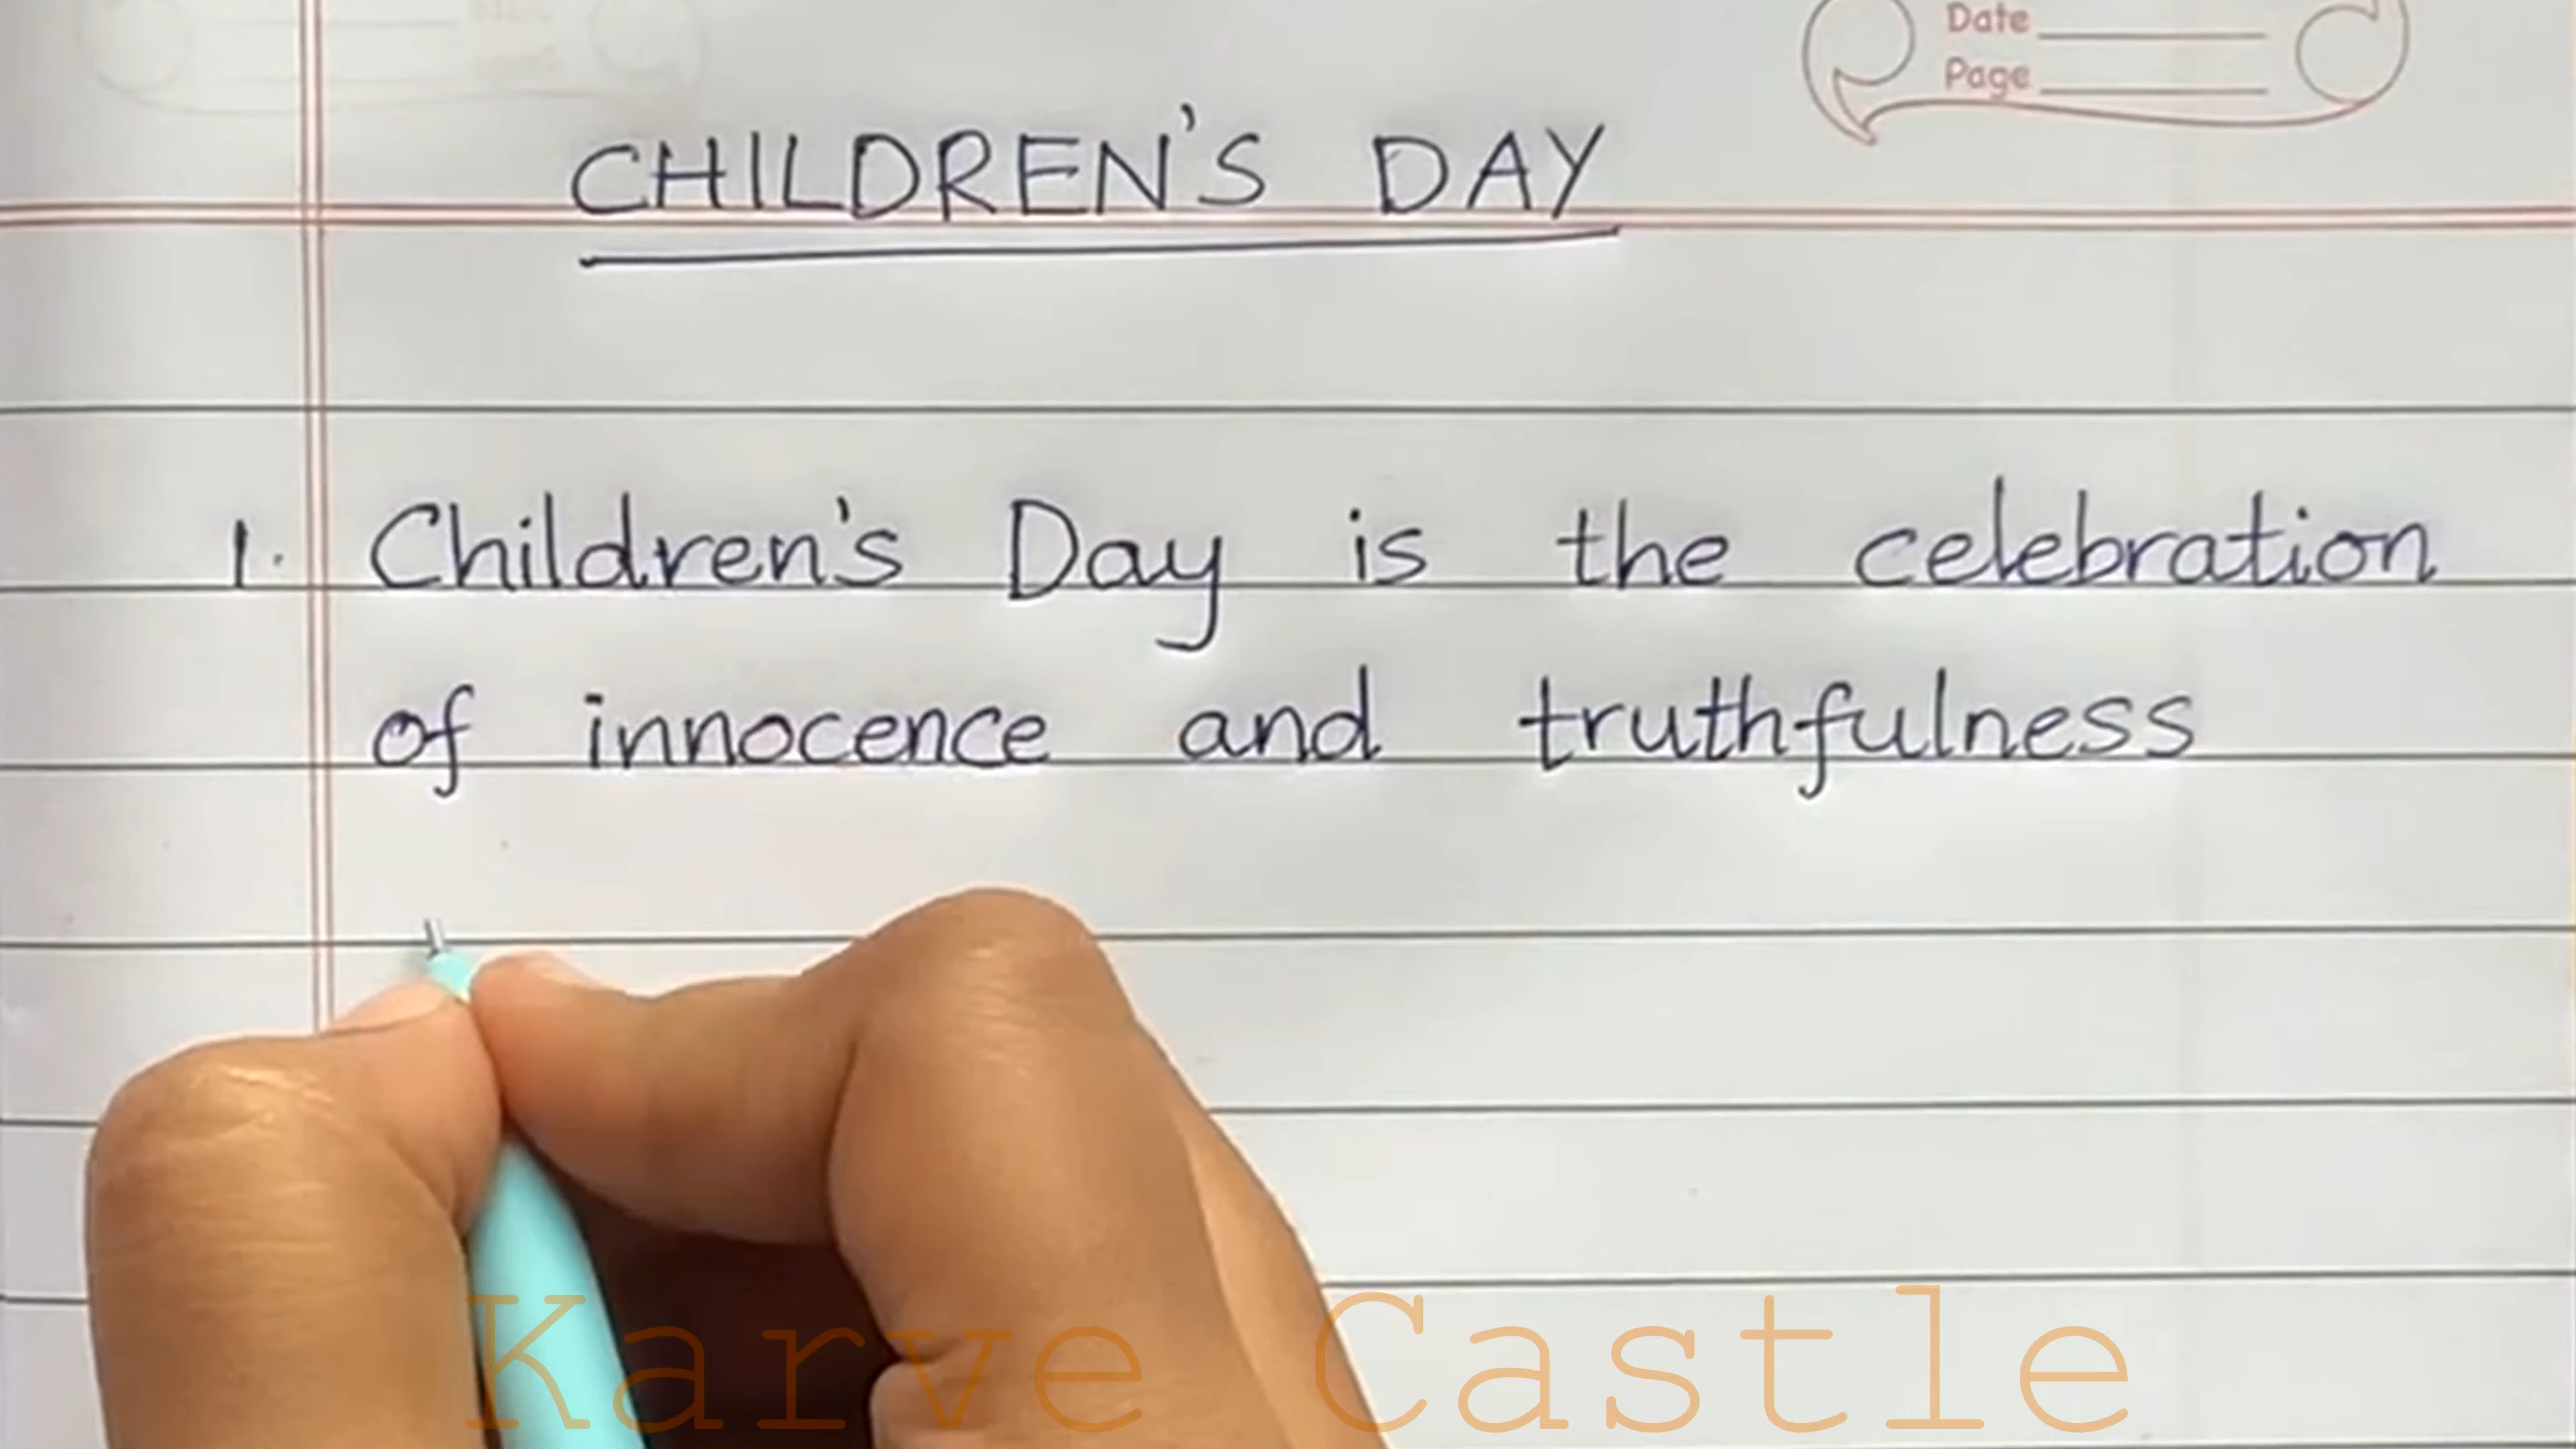 Date
Page
CHILDREN'S DAY
1. Children's Day is the celebration
of innocence and truthfulness
Karve Castle